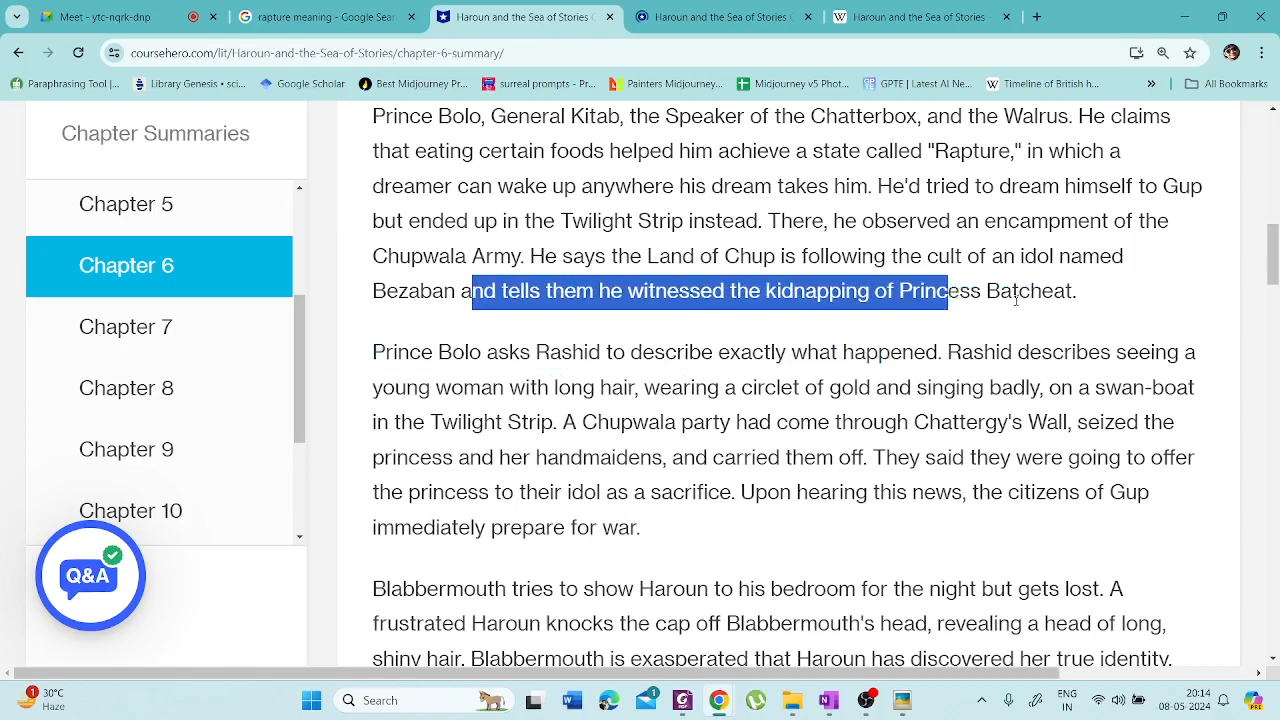 Meet - ytc-nqrk-dnp
rapture meaning - Google Search
Haroun and the Sea of Stories C
Haroun and the Sea of Stories C
Haroun and the Sea of Stories -
coursehero.com/lit/Haroun-and-the-Sea-of-Stories/chapter-6-summary/
Paraphrasing Tool |...
Library Genesis • sci...
Google Scholar
Best Midjourney Pr...
surreal prompts - Pr...
Painters Midjourney...
Midjourney v5 Phot...
GPTE | Latest AI Ne...
Timeline of British h...
All Bookmarks
Chapter Summaries
Chapter 5
Chapter 6
Chapter 7
Chapter 8
Chapter 9
Chapter 10
Q&A
Prince Bolo, General Kitab, the Speaker of the Chatterbox, and the Walrus. He claims
that eating certain foods helped him achieve a state called "Rapture," in which a
dreamer can wake up anywhere his dream takes him. He'd tried to dream himself to Gup
but ended up in the Twilight Strip instead. There, he observed an encampment of the
Chupwala Army. He says the Land of Chup is following the cult of an idol named
Bezaban and tells them he witnessed the kidnapping of Princess Batcheat.
Prince Bolo asks Rashid to describe exactly what happened. Rashid describes seeing a
young woman with long hair, wearing a circlet of gold and singing badly, on a swan-boat
in the Twilight Strip. A Chupwala party had come through Chattergy's Wall, seized the
princess and her handmaidens, and carried them off. They said they were going to offer
the princess to their idol as a sacrifice. Upon hearing this news, the citizens of Gup
immediately prepare for war.
Blabbermouth tries to show Haroun to his bedroom for the night but gets lost. A
frustrated Haroun knocks the cap off Blabbermouth's head, revealing a head of long,
shiny hair. Blabbermouth is exasperated that Haroun has discovered her true identity.
1
30°C
Haze
Search
1
ENG
IN
20:14
08-05-2024